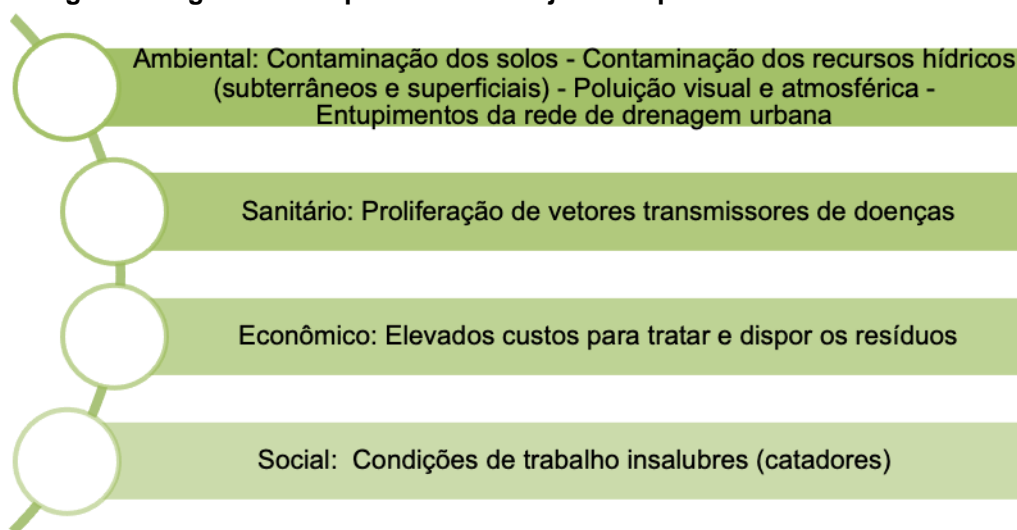 Ambiental: Contaminação dos solos - Contaminação dos recursos hídricos
(subterrâneos e superficiais) - Poluição visual e atmosférica -
Entupimentos da rede de drenagem urbana
Sanitário: Proliferação de vetores transmissores de doenças
Econômico: Elevados custos para tratar e dispor os resíduos
Social: Condições de trabalho insalubres (catadores)